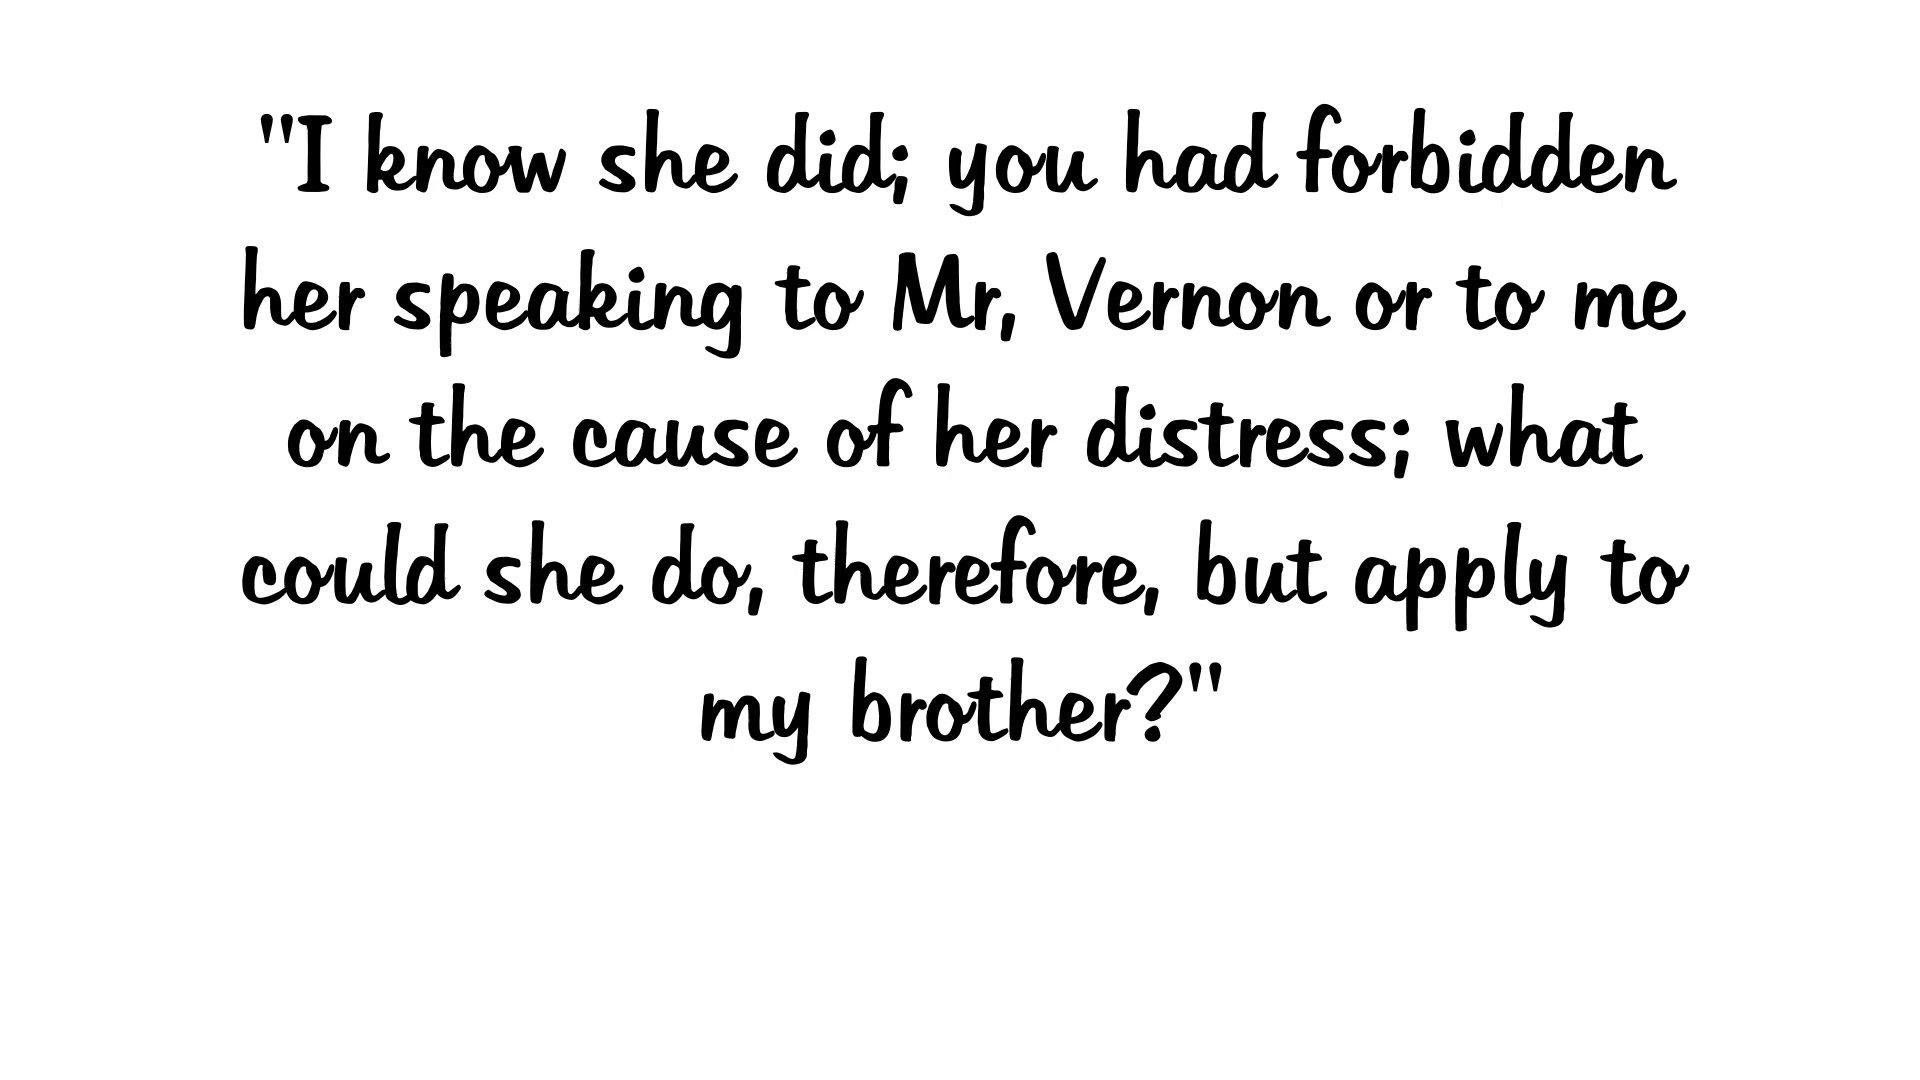 "I know she did; you had forbidden
her speaking to Mr, Vernon or to me
on the cause of her distress; what
could she do, therefore, but apply to
my brother?"